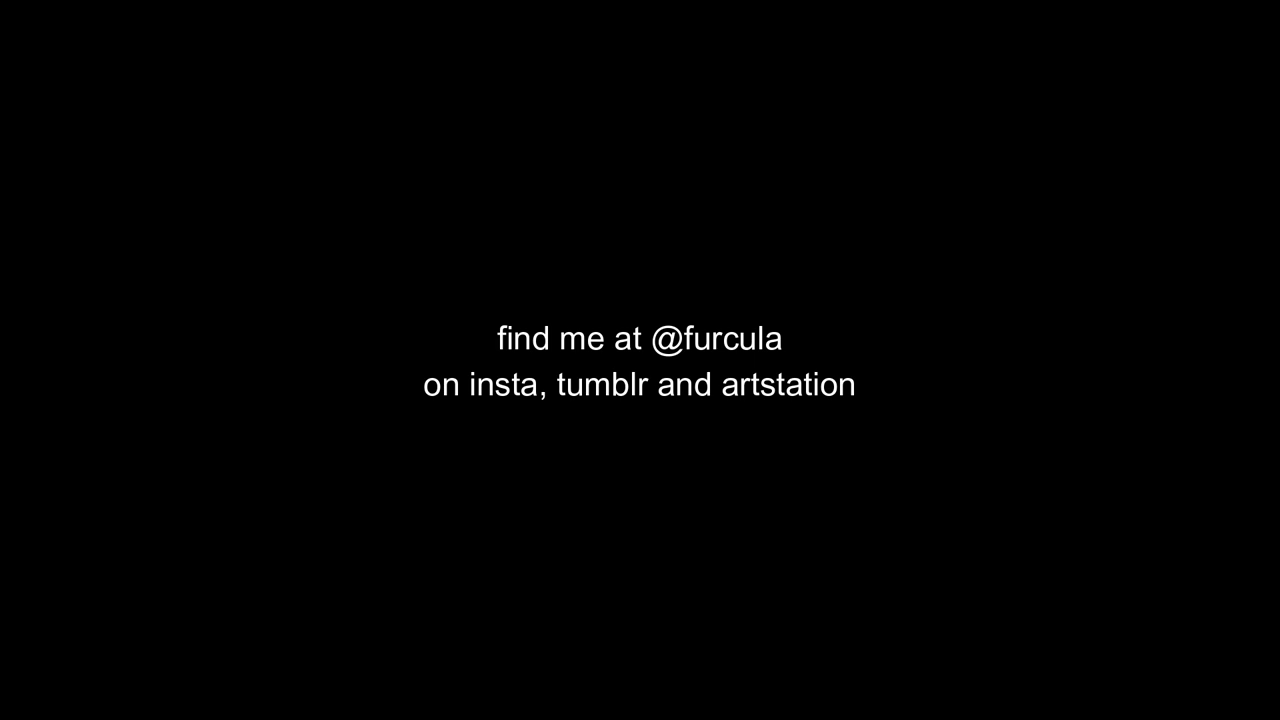 find me at @furcula
on insta, tumblr and artstation